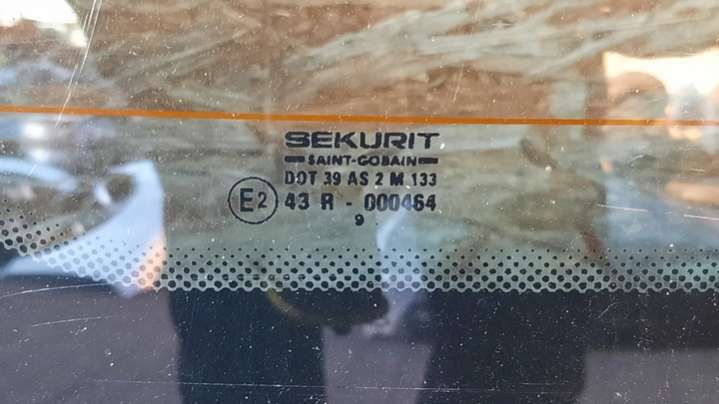 SEKURIT
SAINT-GOBAIN
DOT 39 AS 2 M 133
E2 43 R - 000464
9